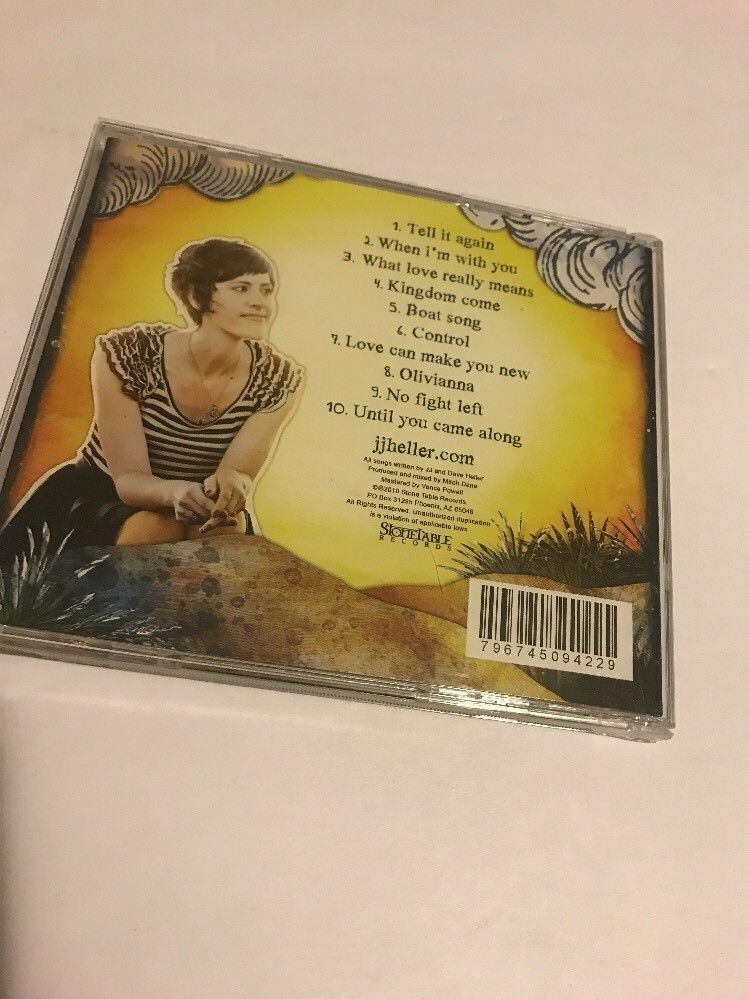 1. Tell it again
2. When i'm with you
3. What love really means
4. Kingdom come
5. Boat song
6. Control
7. Love can make you new
8. Olivianna
9. No fight left
10. Until you came along
jjheller.com
All songs written by JJ and Dave Heller
Produced and mixed by Mitch Dane
Mastered by Vance Powell
©℗2010 Stone Table Records,
PO Box 31295 Phoenix, AZ 85046
All Rights Reserved. Unauthorized duplication
is a violation of applicable laws
STONETABLE
RECORDS
796745094229